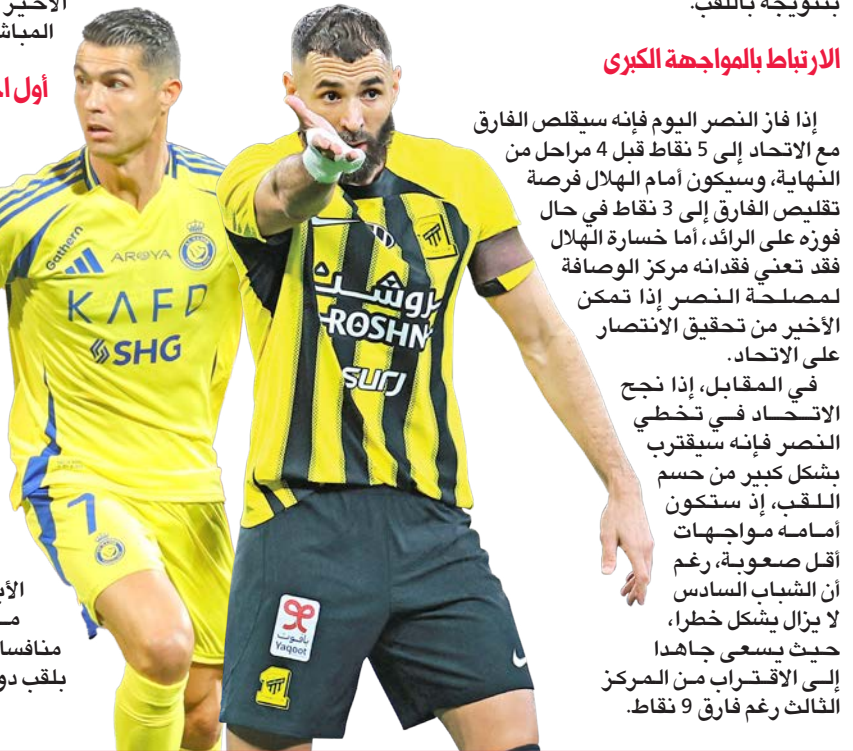 بتتويجه باللقب.
الارتباط بالمواجهة الكبرى
إذا فاز النصر اليوم فإنه سيقلص الفارق
مع الاتحاد إلى 5 نقاط قبل 4 مراحل من
النهاية، وسيكون أمام الهلال فرصة
تقليص الفارق إلى 3 نقاط في حال
فوزه على الرائد، أما خسارة الهلال
فقد تعني فقدانه مركز الوصافة
لمصلحة النصر إذا تمكن
الأخير من تحقيق الانتصار
على الاتحاد.
في المقابل، إذا نجح
الاتحاد في تخطي
النصر فإنه سيقترب
بشكل كبير من حسم
اللقب، إذ ستكون
أمامه مواجهات
أقل صعوبة، رغم
أن الشباب السادس
لا يزال يشكل خطرا،
حيث يسعى جاهدا
إلى الاقتراب من المركز
الثالث رغم فارق 9 نقاط.
روشن
ROSHN
surj
ياقوت
Yaqoot
1
Gathern
AROYA
KAFD
SHG
7
الأخير
المباش
أول
منافسا
بلقب دو